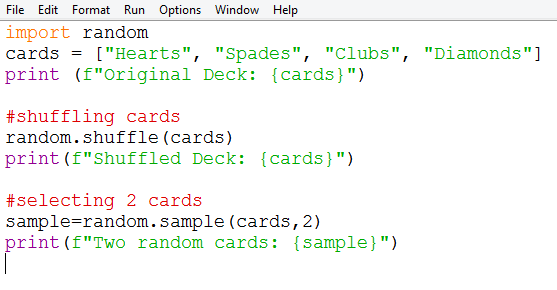 File Edit Format Run Options Window Help
import random
cards = ["Hearts", "Spades", "Clubs", "Diamonds"]
print (f"Original Deck: {cards}")
#shuffling cards
random.shuffle(cards)
print(f"Shuffled Deck: {cards}")
#selecting 2 cards
sample=random.sample(cards,2)
print(f"Two random cards: {sample}")